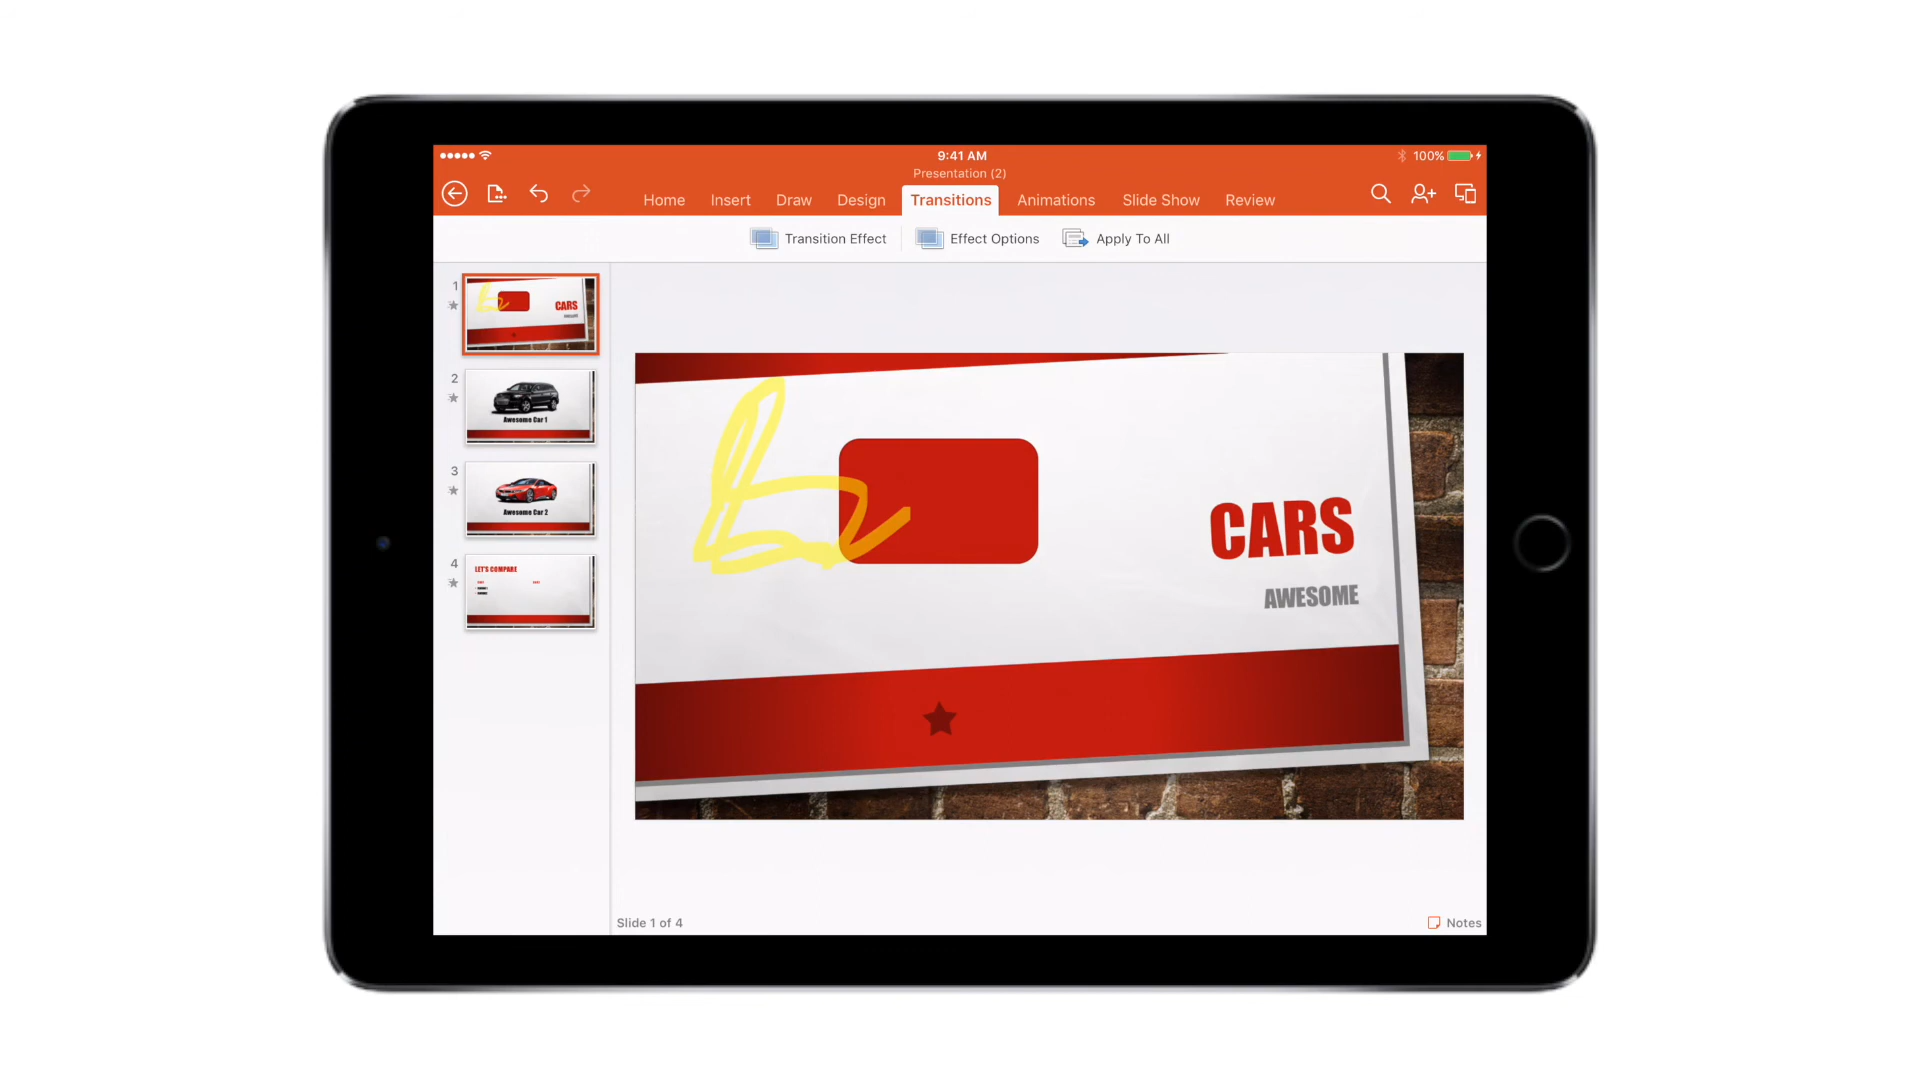 9:41 AM
100%
Presentation (2)
Home Insert Draw Design Transitions Animations Slide Show Review
Transition Effect Effect Options Apply To All
1
CARS
AWESOME
2
Awesome Car 1
3
Awesome Car 2
4
LET'S COMPARE
CARS
AWESOME
Slide 1 of 4
Notes